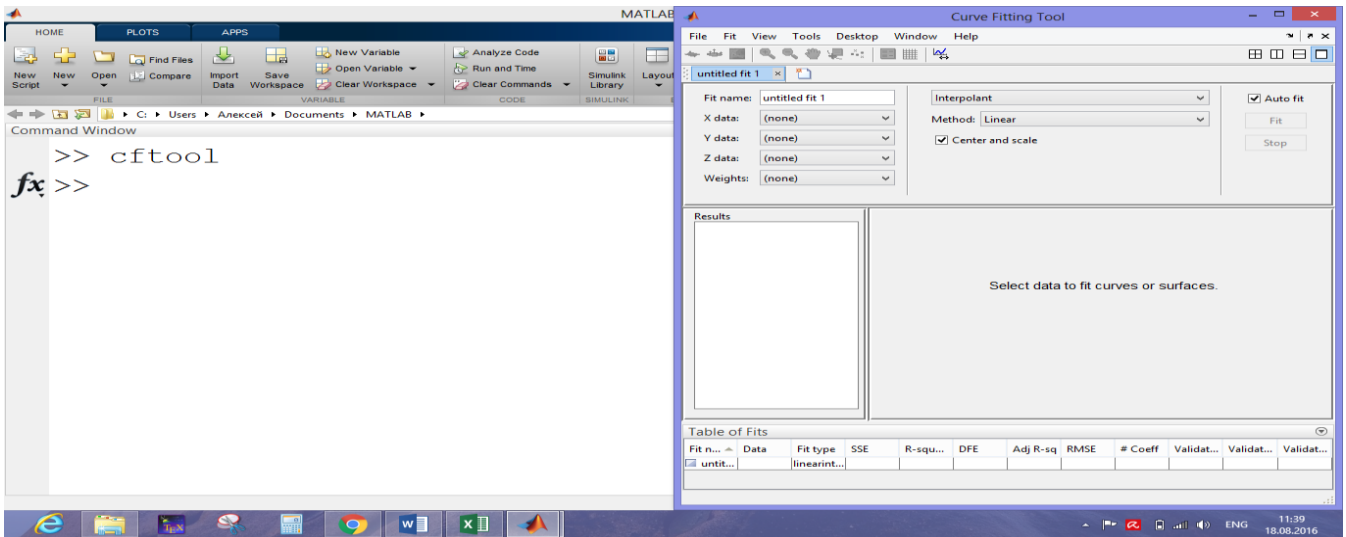 MATLAB
HOME PLOTS APPS
New Script
New
Open
Find Files
Compare
Import Data
Save Workspace
New Variable
Open Variable
Clear Workspace
Analyze Code
Run and Time
Clear Commands
Simulink Library
Layout
FILE VARIABLE CODE SIMULINK
C: Users Алексей Documents MATLAB
Command Window
>> cftool
fx >>
Curve Fitting Tool
File Fit View Tools Desktop Window Help
untitled fit 1
Fit name: untitled fit 1
X data: (none)
Y data: (none)
Z data: (none)
Weights: (none)
Interpolant
Method: Linear
Center and scale
Auto fit
Fit
Stop
Results
Select data to fit curves or surfaces.
Table of Fits
Fit n... Data Fit type SSE R-squ... DFE Adj R-sq RMSE # Coeff Validat... Validat... Validat...
untit... linearint...
TEX
ENG
11:39
18.08.2016